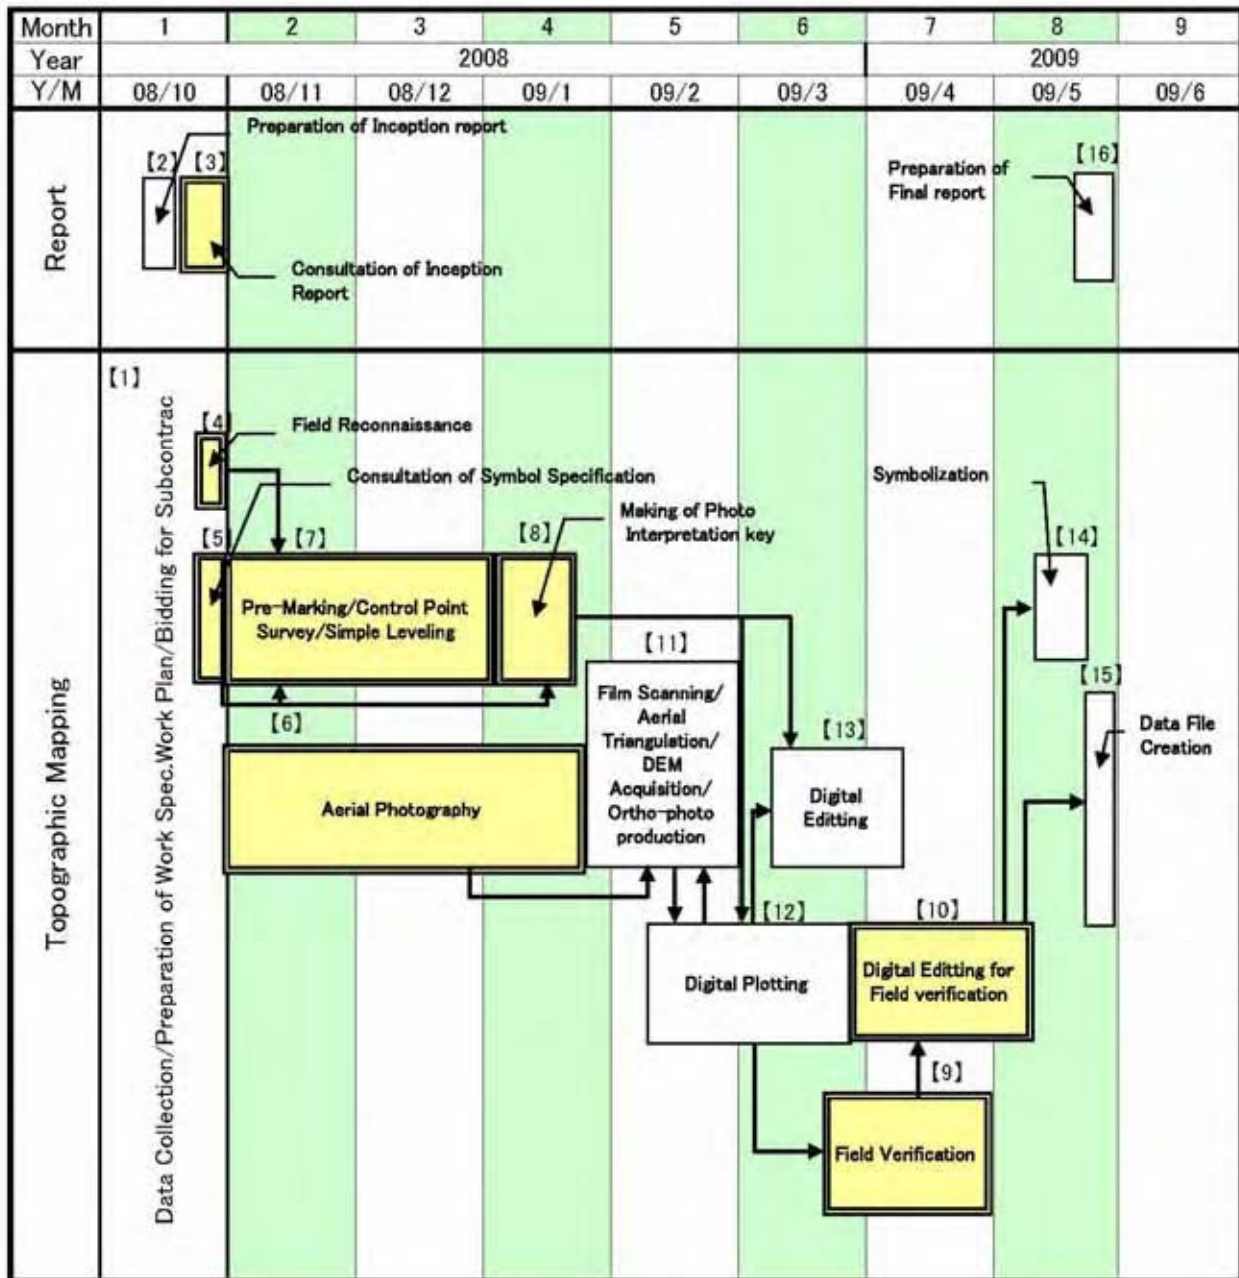 Month 1 2 3 4 5 6 7 8 9
Year 2008 2009
Y/M 08/10 08/11 08/12 09/1 09/2 09/3 09/4 09/5 09/6
Report
Preparation of Inception report
【2】 【3】
Consultation of Inception
Report
【16】
Preparation of
Final report
Topographic Mapping
【1】
Data Collection/Preparation of Work Spec.Work Plan/Bidding for Subcontrac
【4】
Field Reconnaissance
Consultation of Symbol Specification
【5】
【7】
Pre-Marking/Control Point
Survey/Simple Leveling
【8】
Making of Photo
Interpretation key
Symbolization
【14】
【6】
Aerial Photography
【11】
Film Scanning/
Aerial
Triangulation/
DEM
Acquisition/
Ortho-photo
production
【13】
Digital
Editting
【15】
Data File
Creation
【12】
Digital Plotting
【10】
Digital Editting for
Field verification
【9】
Field Verification